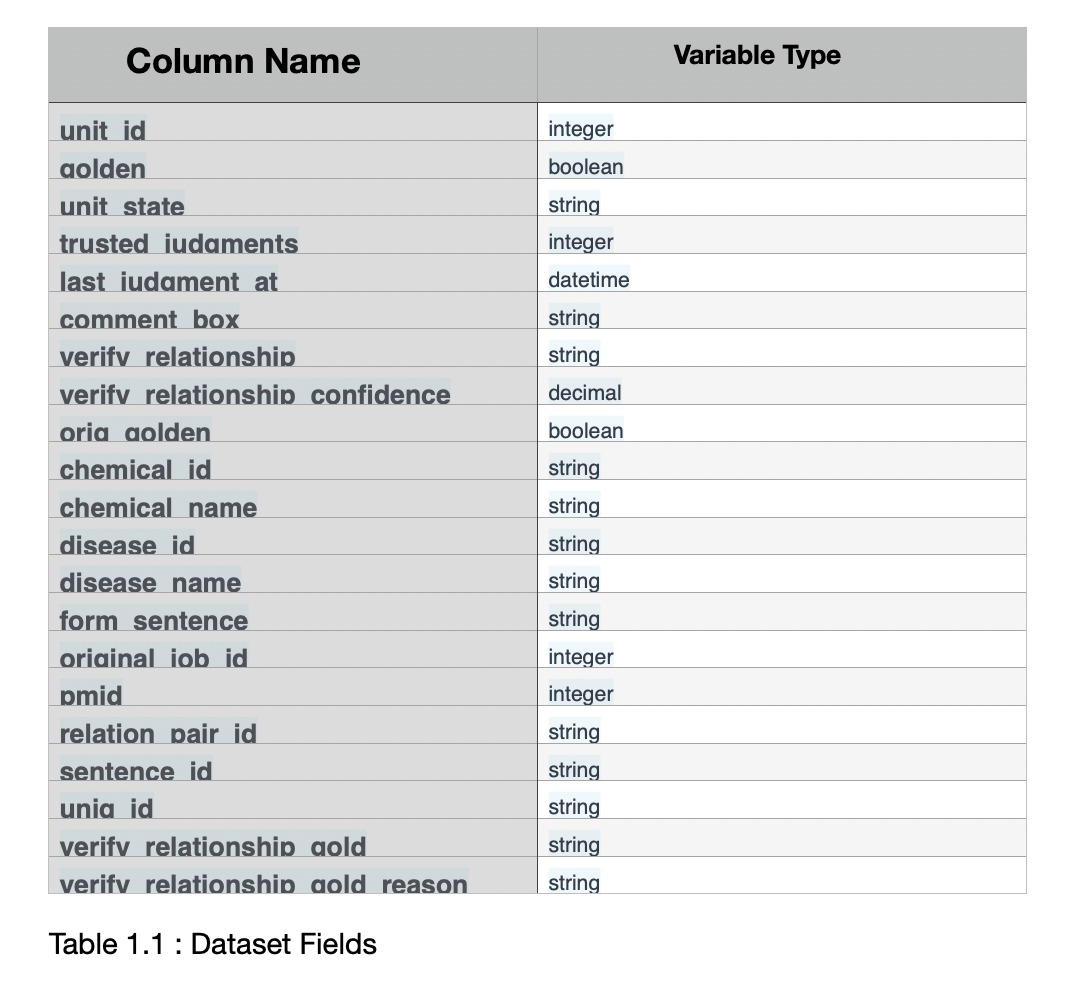 Column Name Variable Type
unit_id integer
golden boolean
unit_state string
trusted_judgments integer
last_judgment_at datetime
comment_box string
verify_relationship string
verify_relationship_confidence decimal
orig_golden boolean
chemical_id string
chemical_name string
disease_id string
disease_name string
form_sentence string
original_job_id integer
pmid integer
relation_pair_id string
sentence_id string
uniq_id string
verify_relationship_gold string
verify_relationship_gold_reason string
Table 1.1 : Dataset Fields